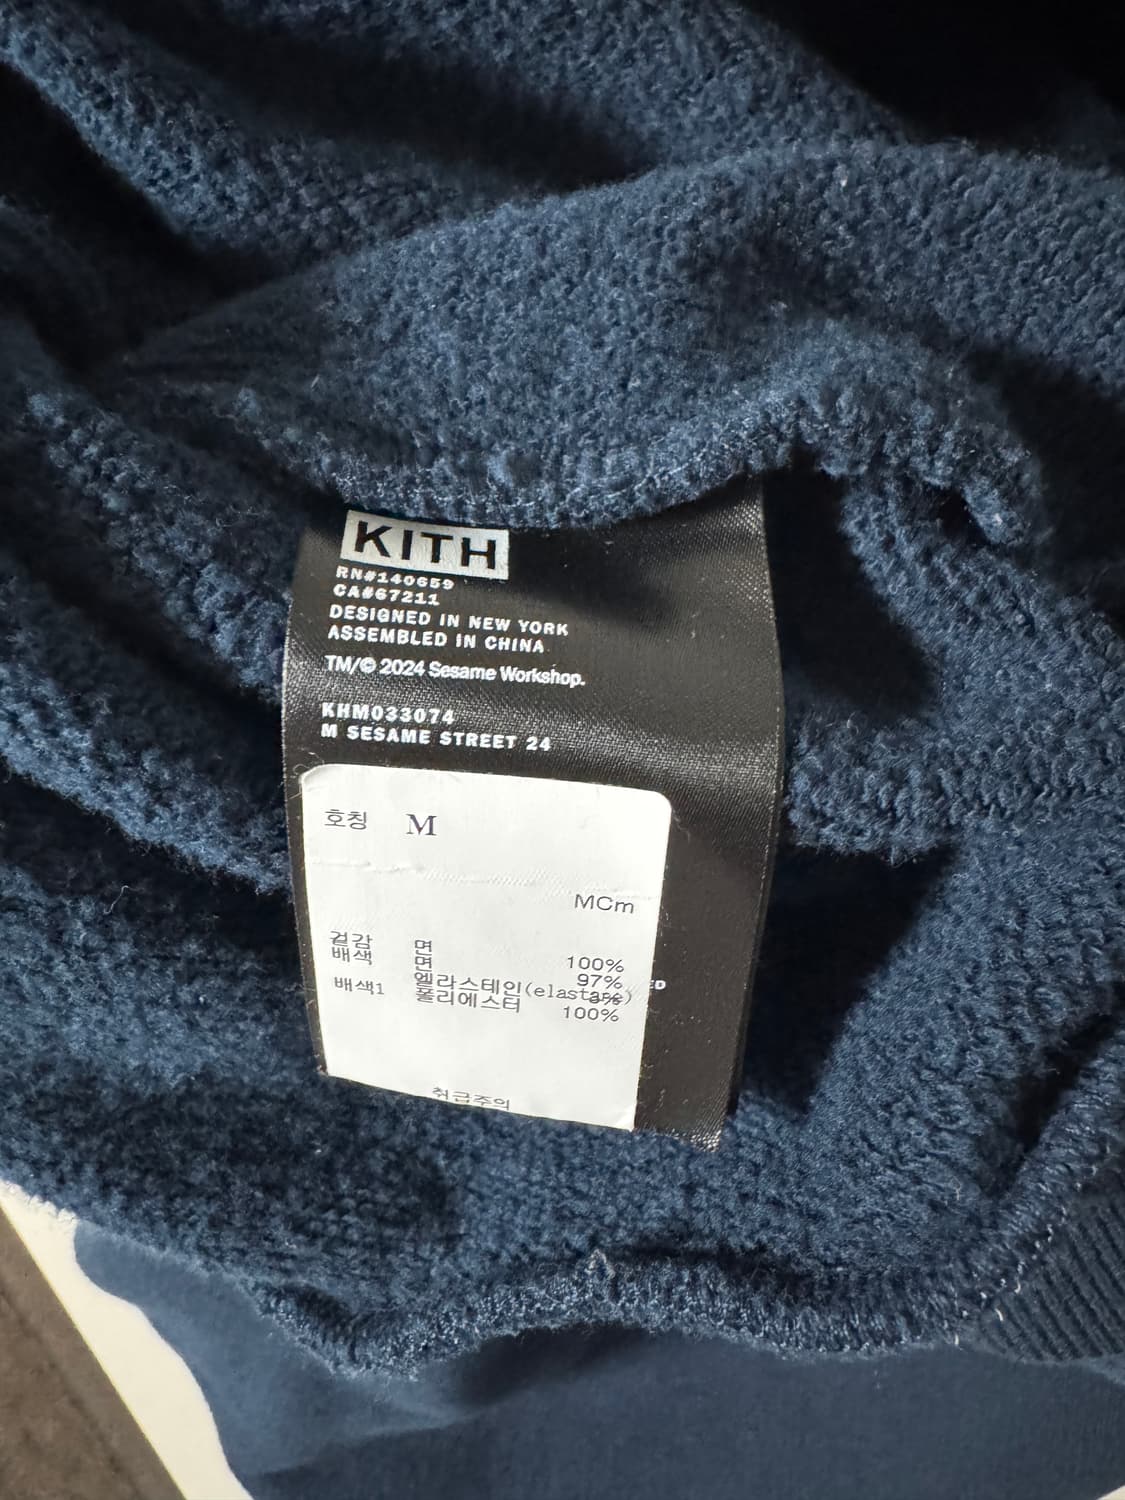 KITH
RN#140659
CA#67211
DESIGNED IN NEW YORK
ASSEMBLED IN CHINA
TM/© 2024 Sesame Workshop.
KHM033074
M SESAME STREET 24
호칭 M
MCm
겉감 면 100%
배색 면 97%
엘라스테인(elastane) 3%
배색1 폴리에스터 100%
ED
취급주의